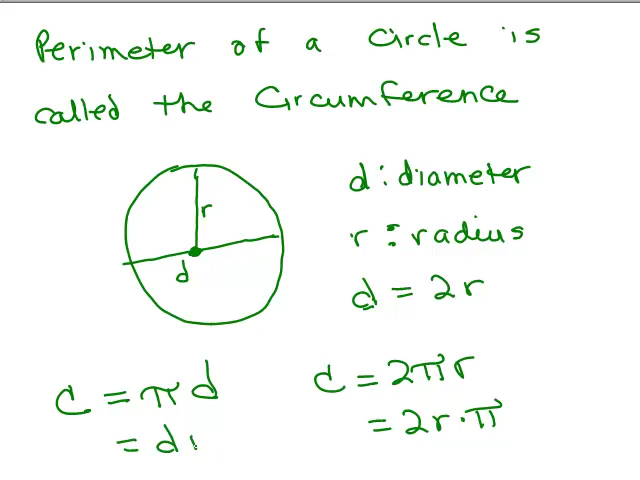 Perimeter of a Circle is
called the Circumference
d : diameter
r : radius
d = 2r
r
d
C = πd
= d
C = 2πr
= 2r · π